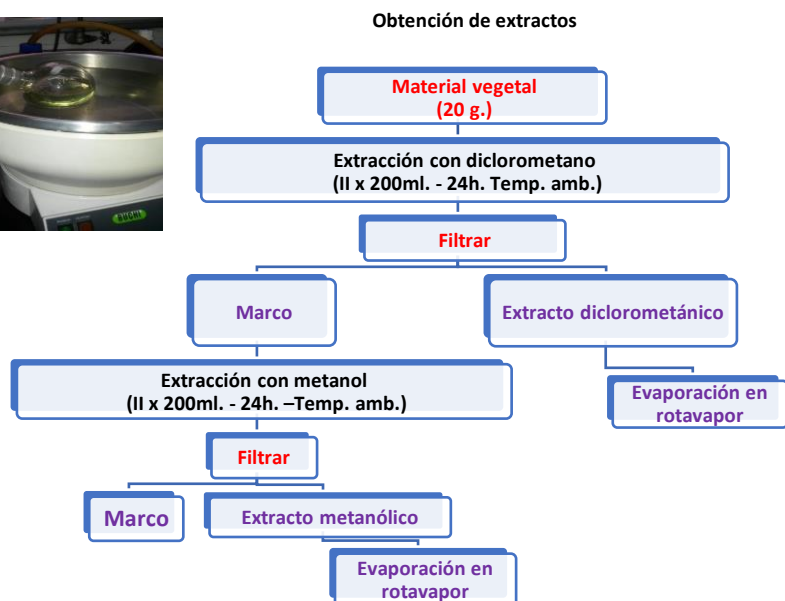 Obtención de extractos
Material vegetal
(20 g.)
Extracción con diclorometano
(II x 200ml. - 24h. Temp. amb.)
Filtrar
Marco
Extracto diclorometánico
Extracción con metanol
(II x 200ml. - 24h. –Temp. amb.)
Evaporación en
rotavapor
Filtrar
Marco
Extracto metanólico
Evaporación en
rotavapor
BUCHI